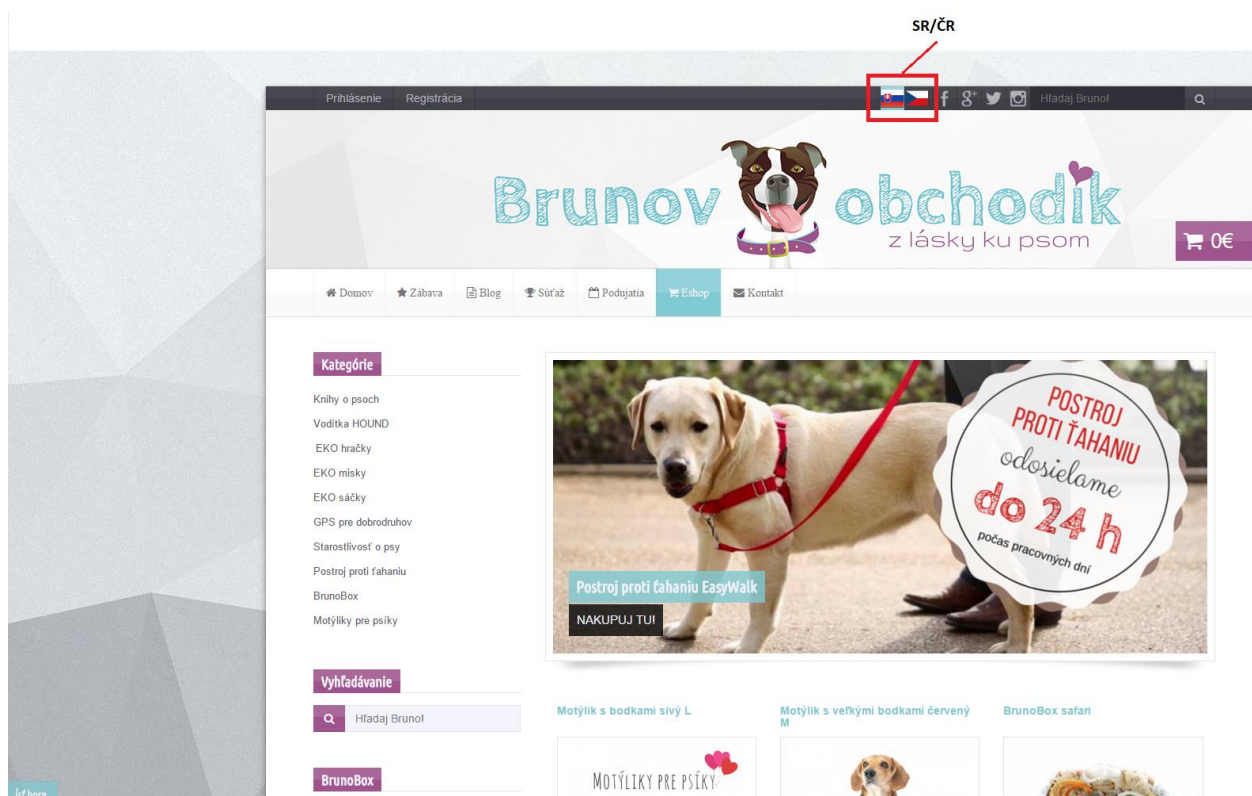 SR/ČR
Prihlásenie Registrácia
f g+ Hľadaj Bruno!
Brunov obchodík
z lásky ku psom
0€
Domov Zábava Blog Súťaž Podujatia Eshop Kontakt
Kategórie
Knihy o psoch
Vodítka HOUND
EKO hračky
EKO misky
EKO sáčky
GPS pre dobrodruhov
Starostlivosť o psy
Postroj proti ťahaniu
BrunoBox
Motýliky pre psíky
Vyhľadávanie
Hľadaj Bruno!
BrunoBox
POSTROJ
PROTI ŤAHANIU
odosielame
do 24 h
počas pracovných dní
Postroj proti ťahaniu EasyWalk
NAKUPUJ TU!
Motýlik s bodkami sivý L
Motýlik s veľkými bodkami červený
M
BrunoBox safari
MOTÝLIKY PRE PSÍKY
Ísť hore